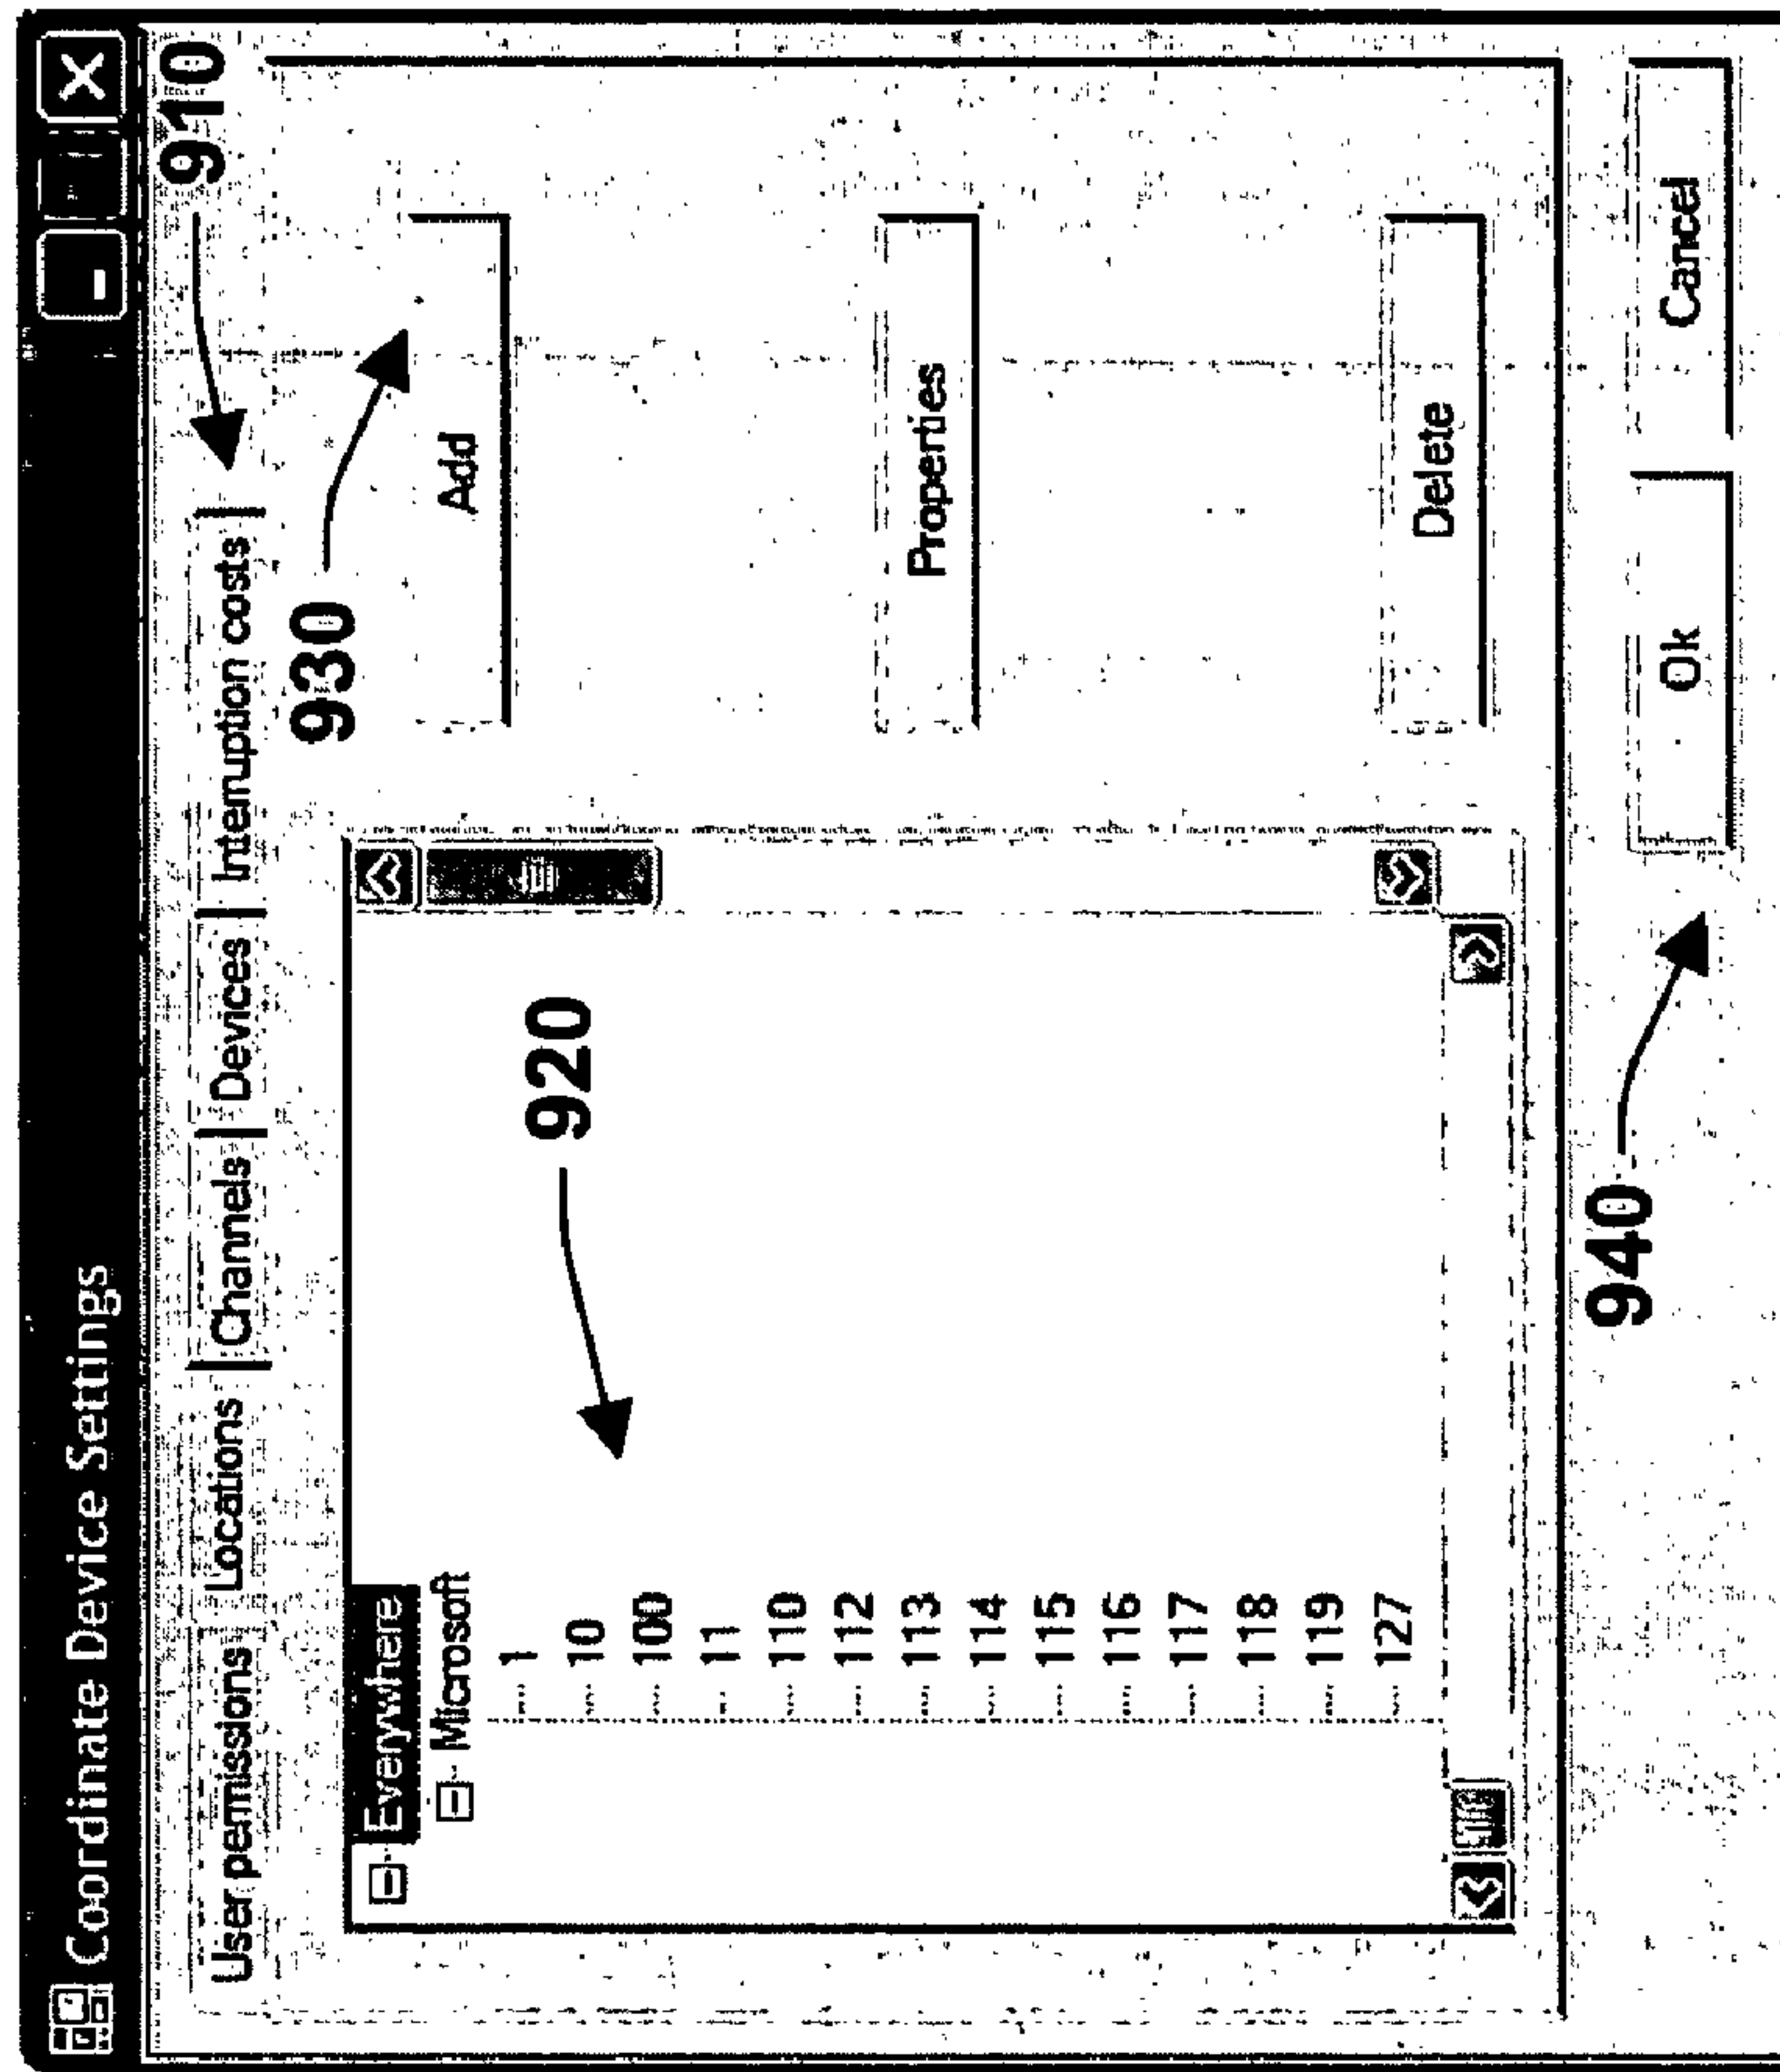 Coordinate Device Settings
910
User permissions Locations Channels Devices Interruption costs
930
Everywhere
Microsoft
Add
1
920
10
100
11
110
112
Properties
113
114
115
116
117
118
119
127
Delete
940
Ok Cancel